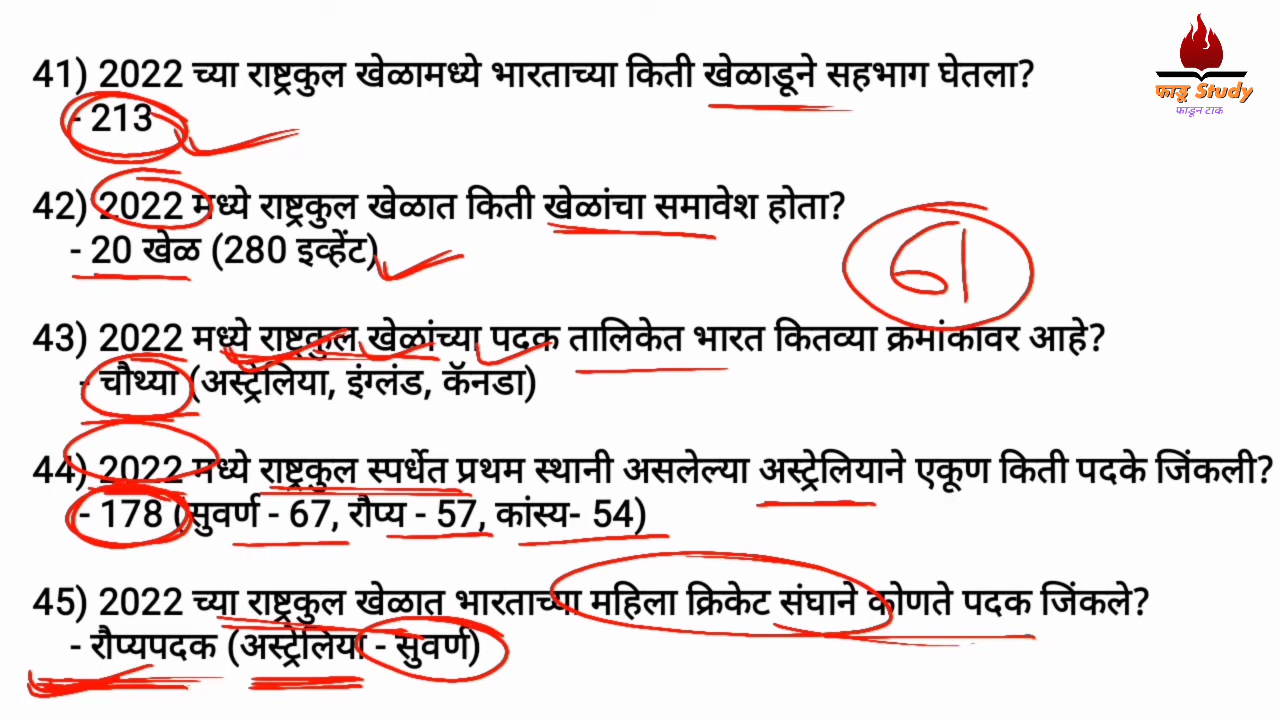 41) 2022 च्या राष्ट्रकुल खेळामध्ये भारताच्या किती खेळाडूने सहभाग घेतला?
- 213
फाडू Study
फाडून टाक
42) 2022 मध्ये राष्ट्रकुल खेळात किती खेळांचा समावेश होता?
- 20 खेळ (280 इव्हेंट)
61
43) 2022 मध्ये राष्ट्रकुल खेळांच्या पदक तालिकेत भारत कितव्या क्रमांकावर आहे?
- चौथ्या (अस्ट्रेलिया, इंग्लंड, कॅनडा)
44) 2022 मध्ये राष्ट्रकुल स्पर्धेत प्रथम स्थानी असलेल्या अस्ट्रेलियाने एकूण किती पदके जिंकली?
- 178 (सुवर्ण - 67, रौप्य - 57, कांस्य- 54)
45) 2022 च्या राष्ट्रकुल खेळात भारताच्या महिला क्रिकेट संघाने कोणते पदक जिंकले?
- रौप्यपदक (अस्ट्रेलिया - सुवर्ण)